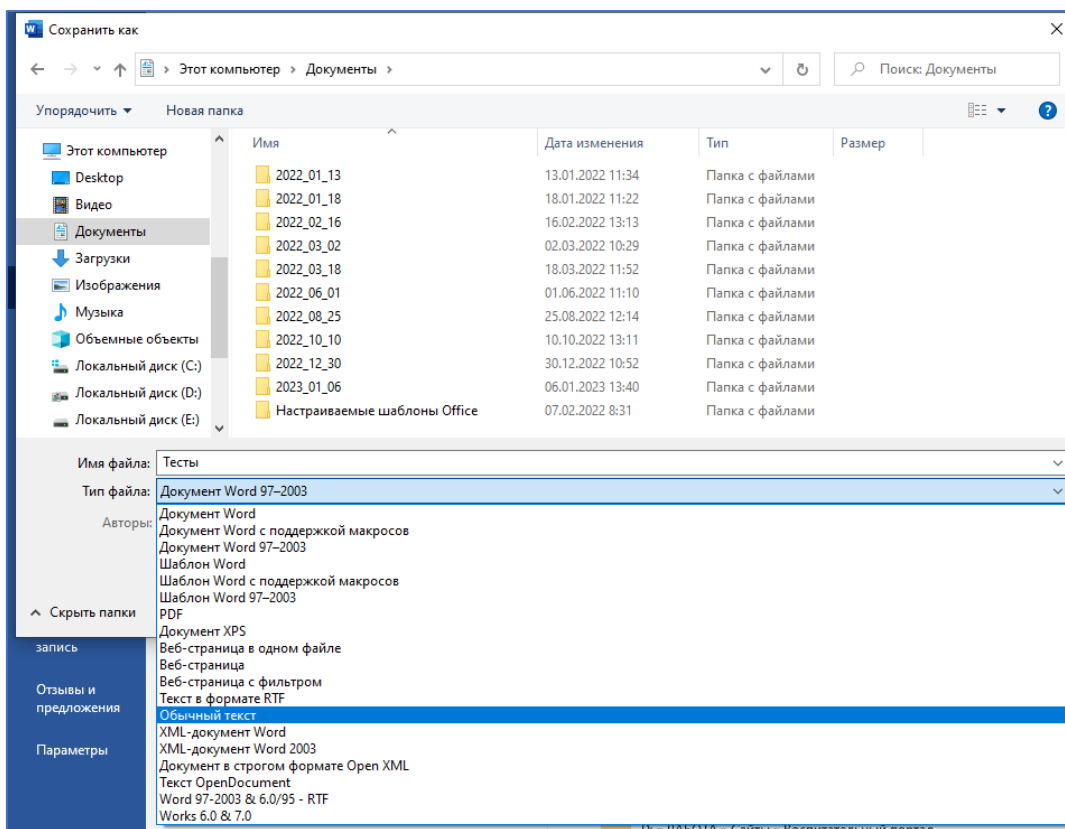 Сохранить как
Этот компьютер › Документы ›
Поиск: Документы
Упорядочить Новая папка
Имя Дата изменения Тип Размер
Этот компьютер
Desktop
Видео
Документы
Загрузки
Изображения
Музыка
Объемные объекты
Локальный диск (C:)
Локальный диск (D:)
Локальный диск (E:)
2022_01_13 13.01.2022 11:34 Папка с файлами
2022_01_18 18.01.2022 11:22 Папка с файлами
2022_02_16 16.02.2022 13:13 Папка с файлами
2022_03_02 02.03.2022 10:29 Папка с файлами
2022_03_18 18.03.2022 11:52 Папка с файлами
2022_06_01 01.06.2022 11:10 Папка с файлами
2022_08_25 25.08.2022 12:14 Папка с файлами
2022_10_10 10.10.2022 13:11 Папка с файлами
2022_12_30 30.12.2022 10:52 Папка с файлами
2023_01_06 06.01.2023 13:40 Папка с файлами
Настраиваемые шаблоны Office 07.02.2022 8:31 Папка с файлами
Имя файла: Тесты
Тип файла: Документ Word 97–2003
Авторы:
Документ Word
Документ Word с поддержкой макросов
Документ Word 97–2003
Шаблон Word
Шаблон Word с поддержкой макросов
Шаблон Word 97–2003
PDF
Документ XPS
Веб-страница в одном файле
Веб-страница
Веб-страница с фильтром
Текст в формате RTF
Обычный текст
XML-документ Word
XML-документ Word 2003
Документ в строгом формате Open XML
Текст OpenDocument
Word 97-2003 & 6.0/95 - RTF
Works 6.0 & 7.0
Скрыть папки
запись
Отзывы и
предложения
Параметры